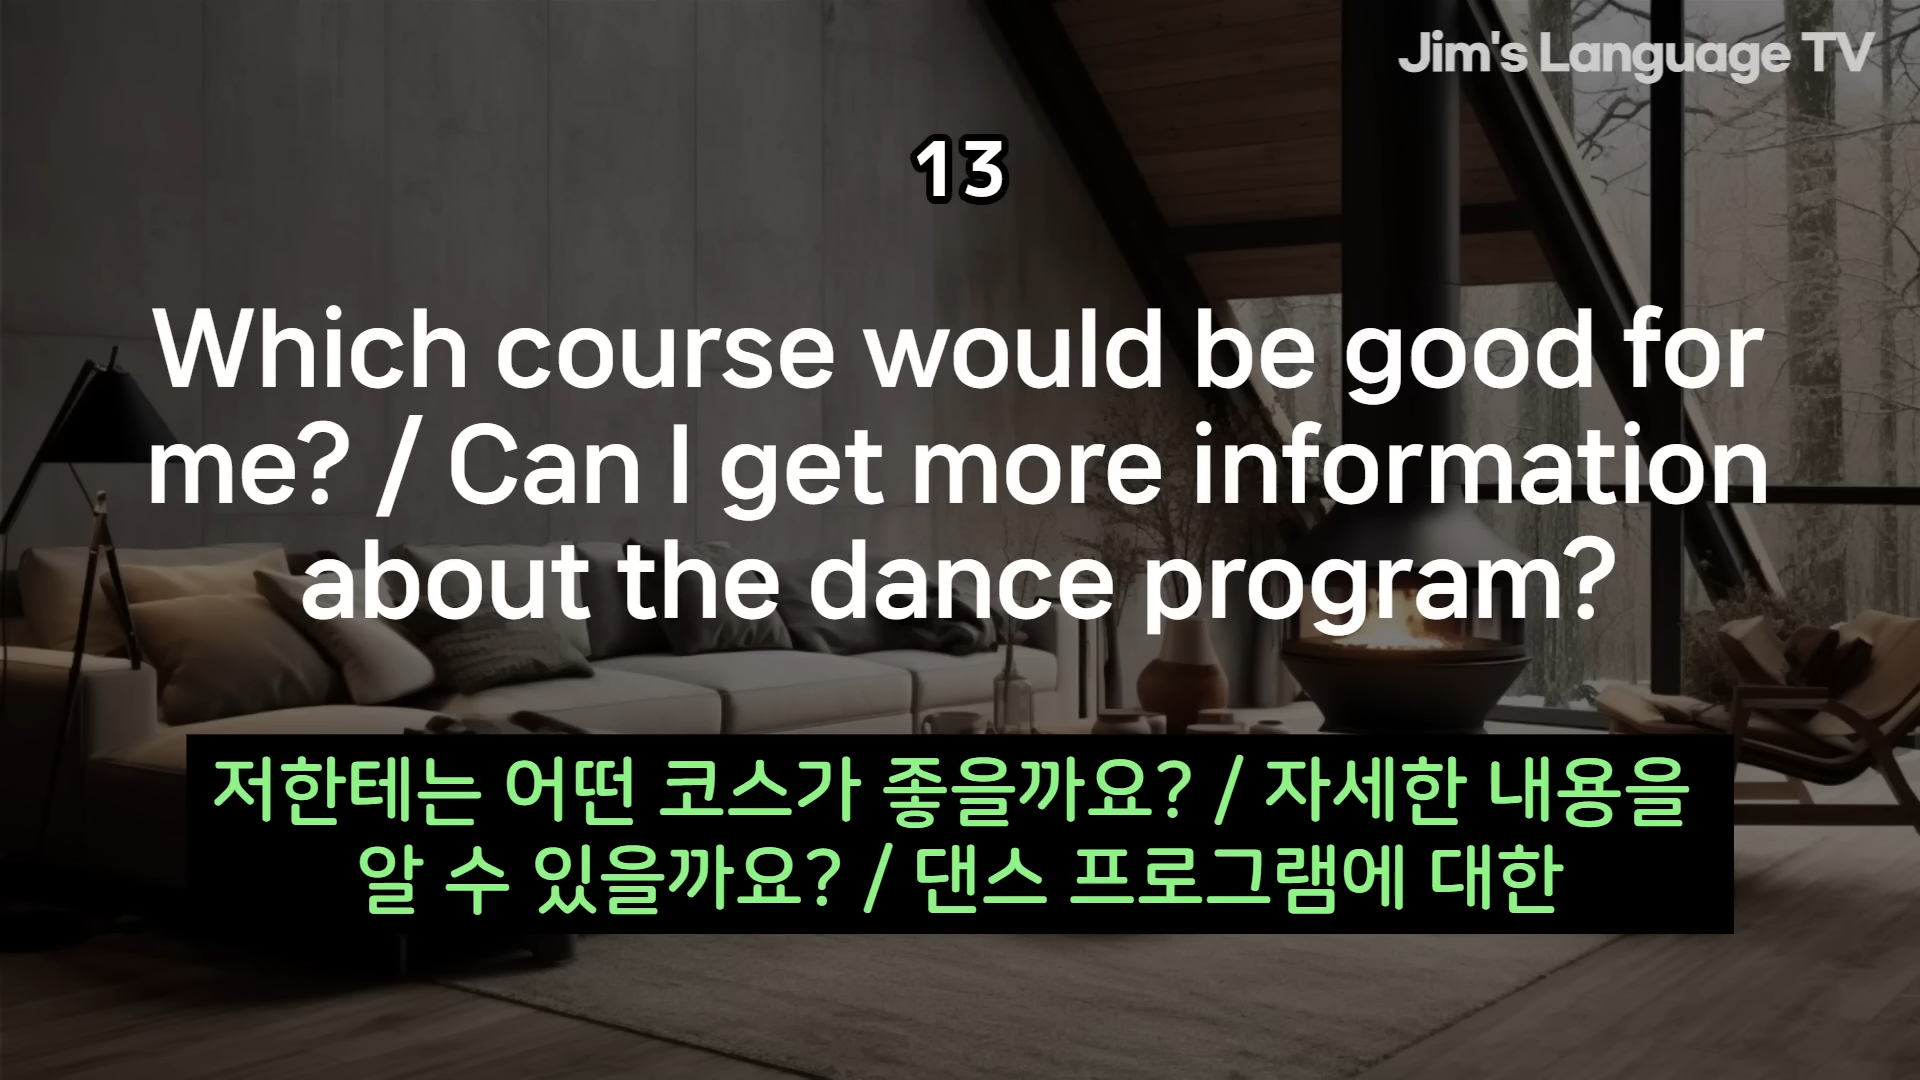 Jim's Language TV
13
Which course would be good for
me? / Can I get more information
about the dance program?
저한테는 어떤 코스가 좋을까요? / 자세한 내용을
알 수 있을까요? / 댄스 프로그램에 대한